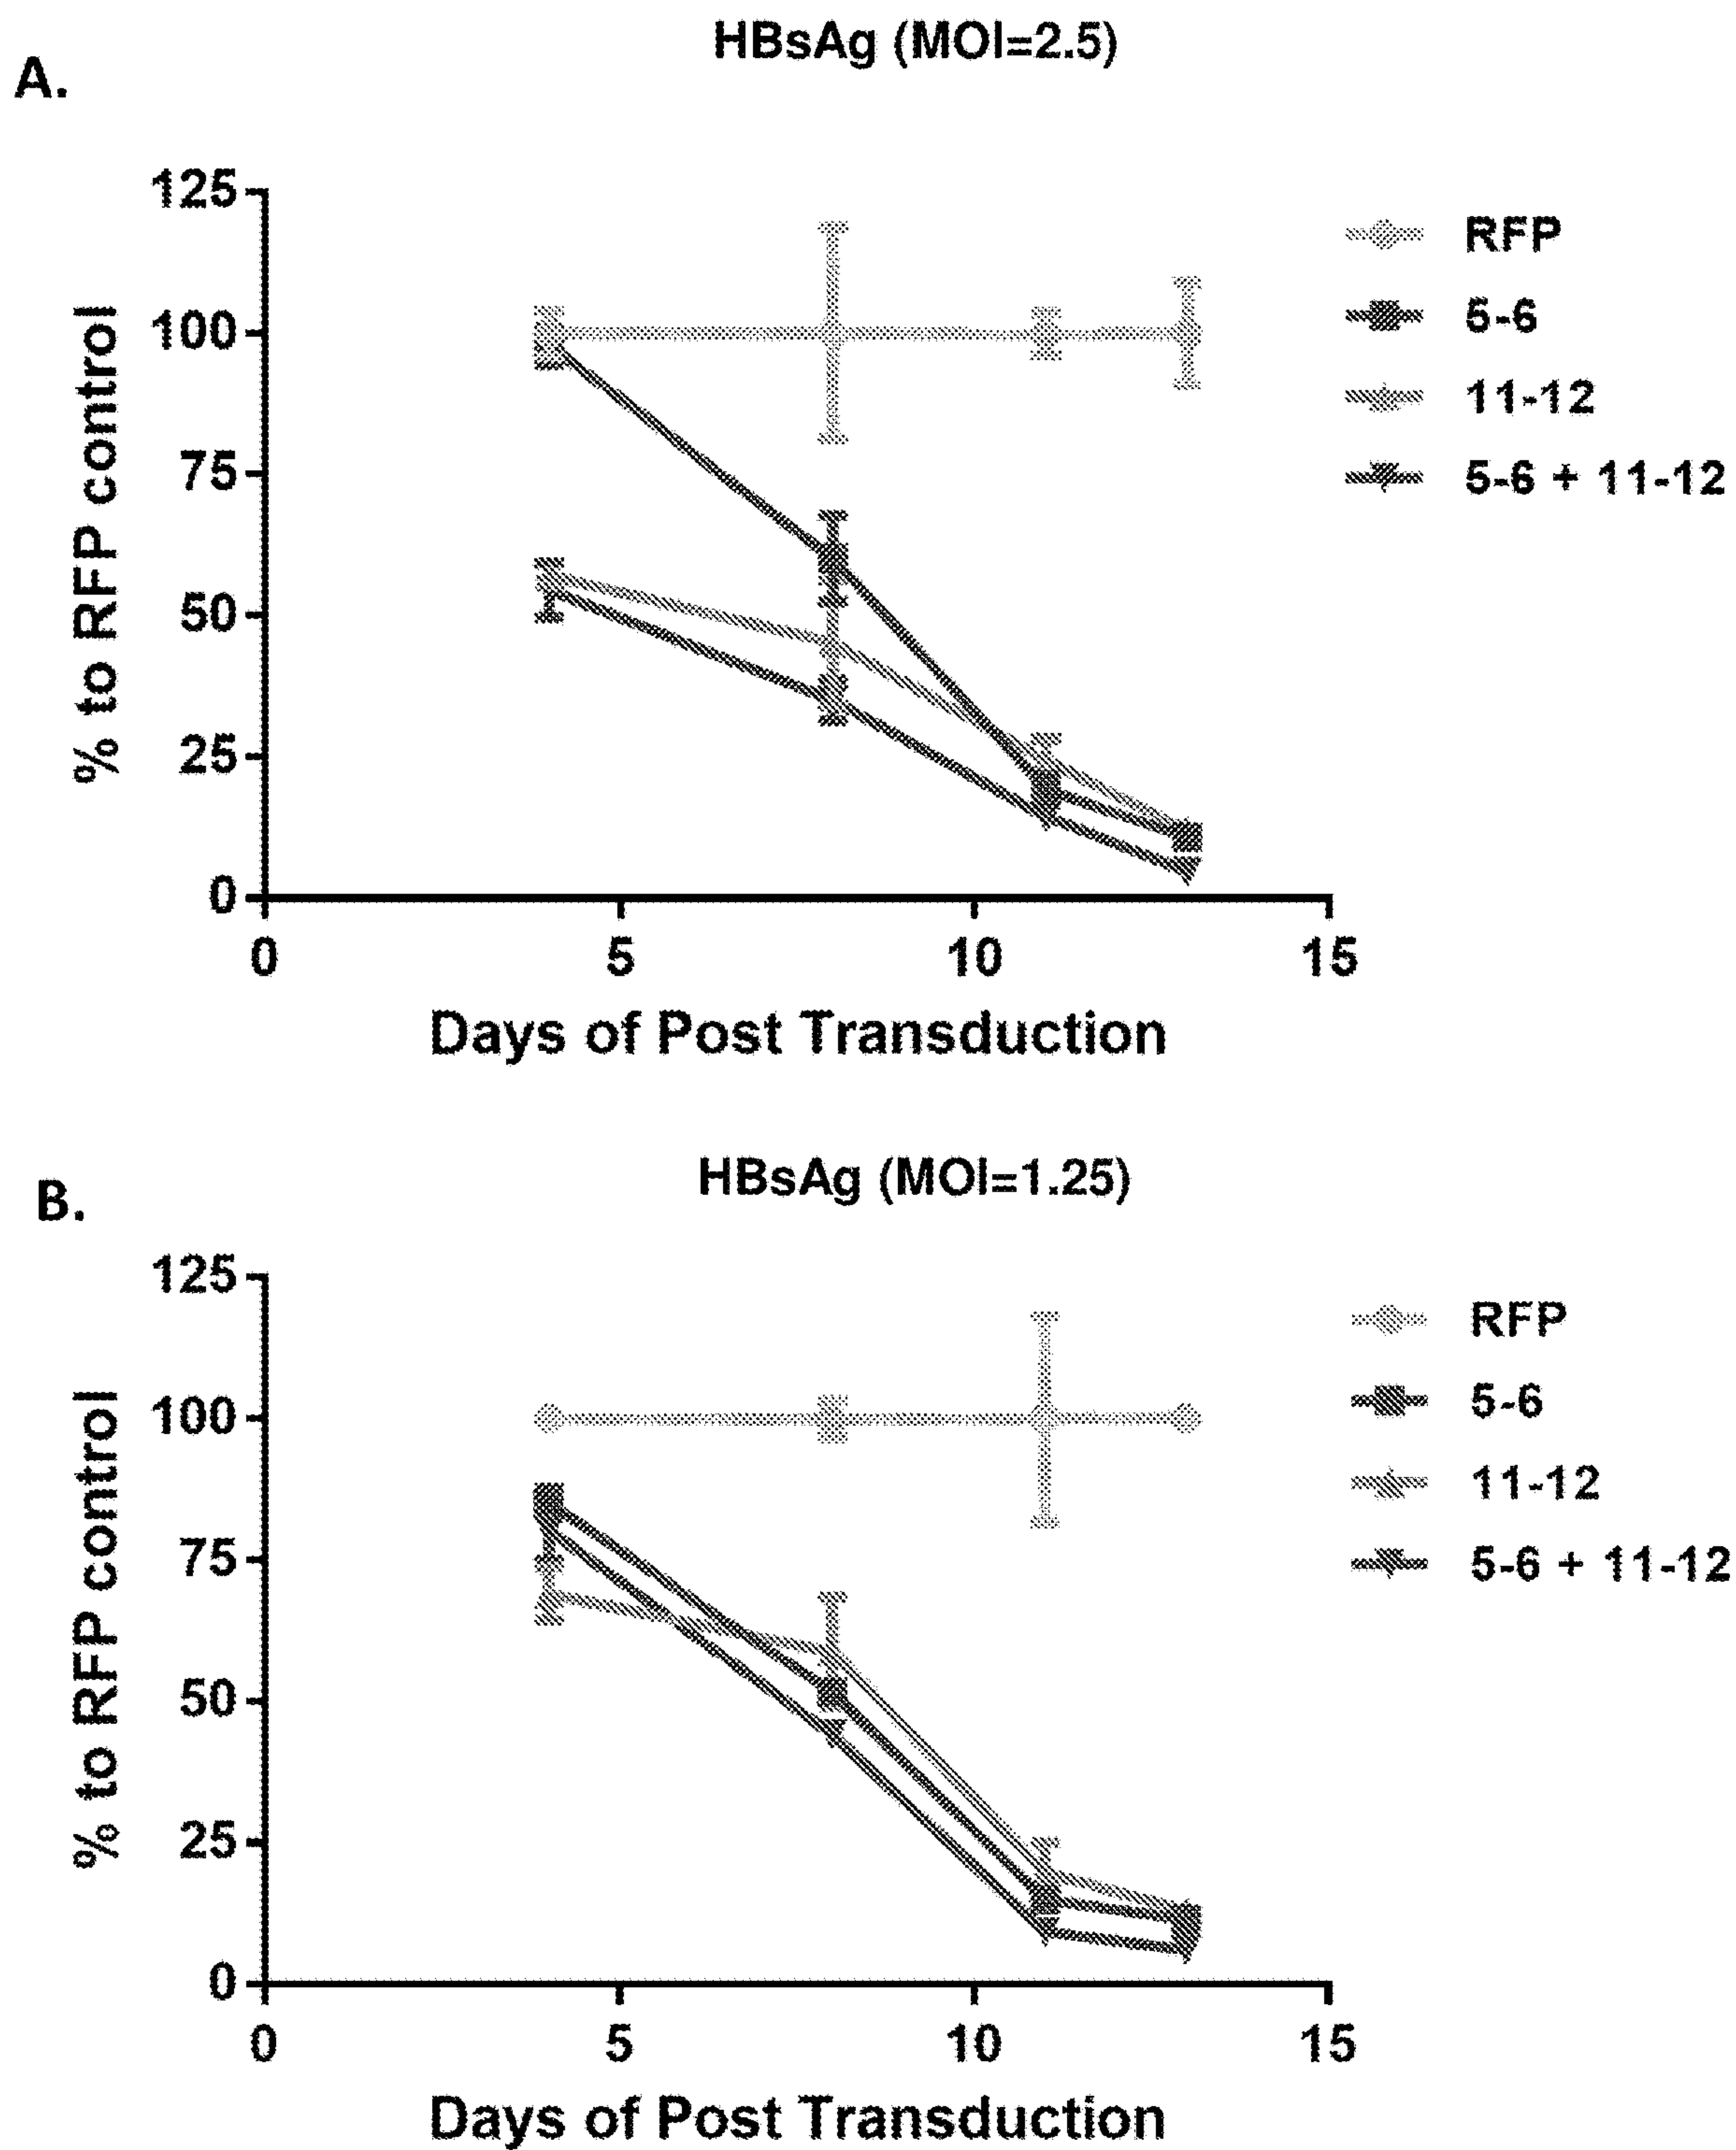 A.
HBsAg (MOI=2.5)
% to RFP control
125
100
75
50
25
0
0 5 10 15
Days of Post Transduction
RFP
5-6
11-12
5-6 + 11-12
B.
HBsAg (MOI=1.25)
% to RFP control
125
100
75
50
25
0
0 5 10 15
Days of Post Transduction
RFP
5-6
11-12
5-6 + 11-12